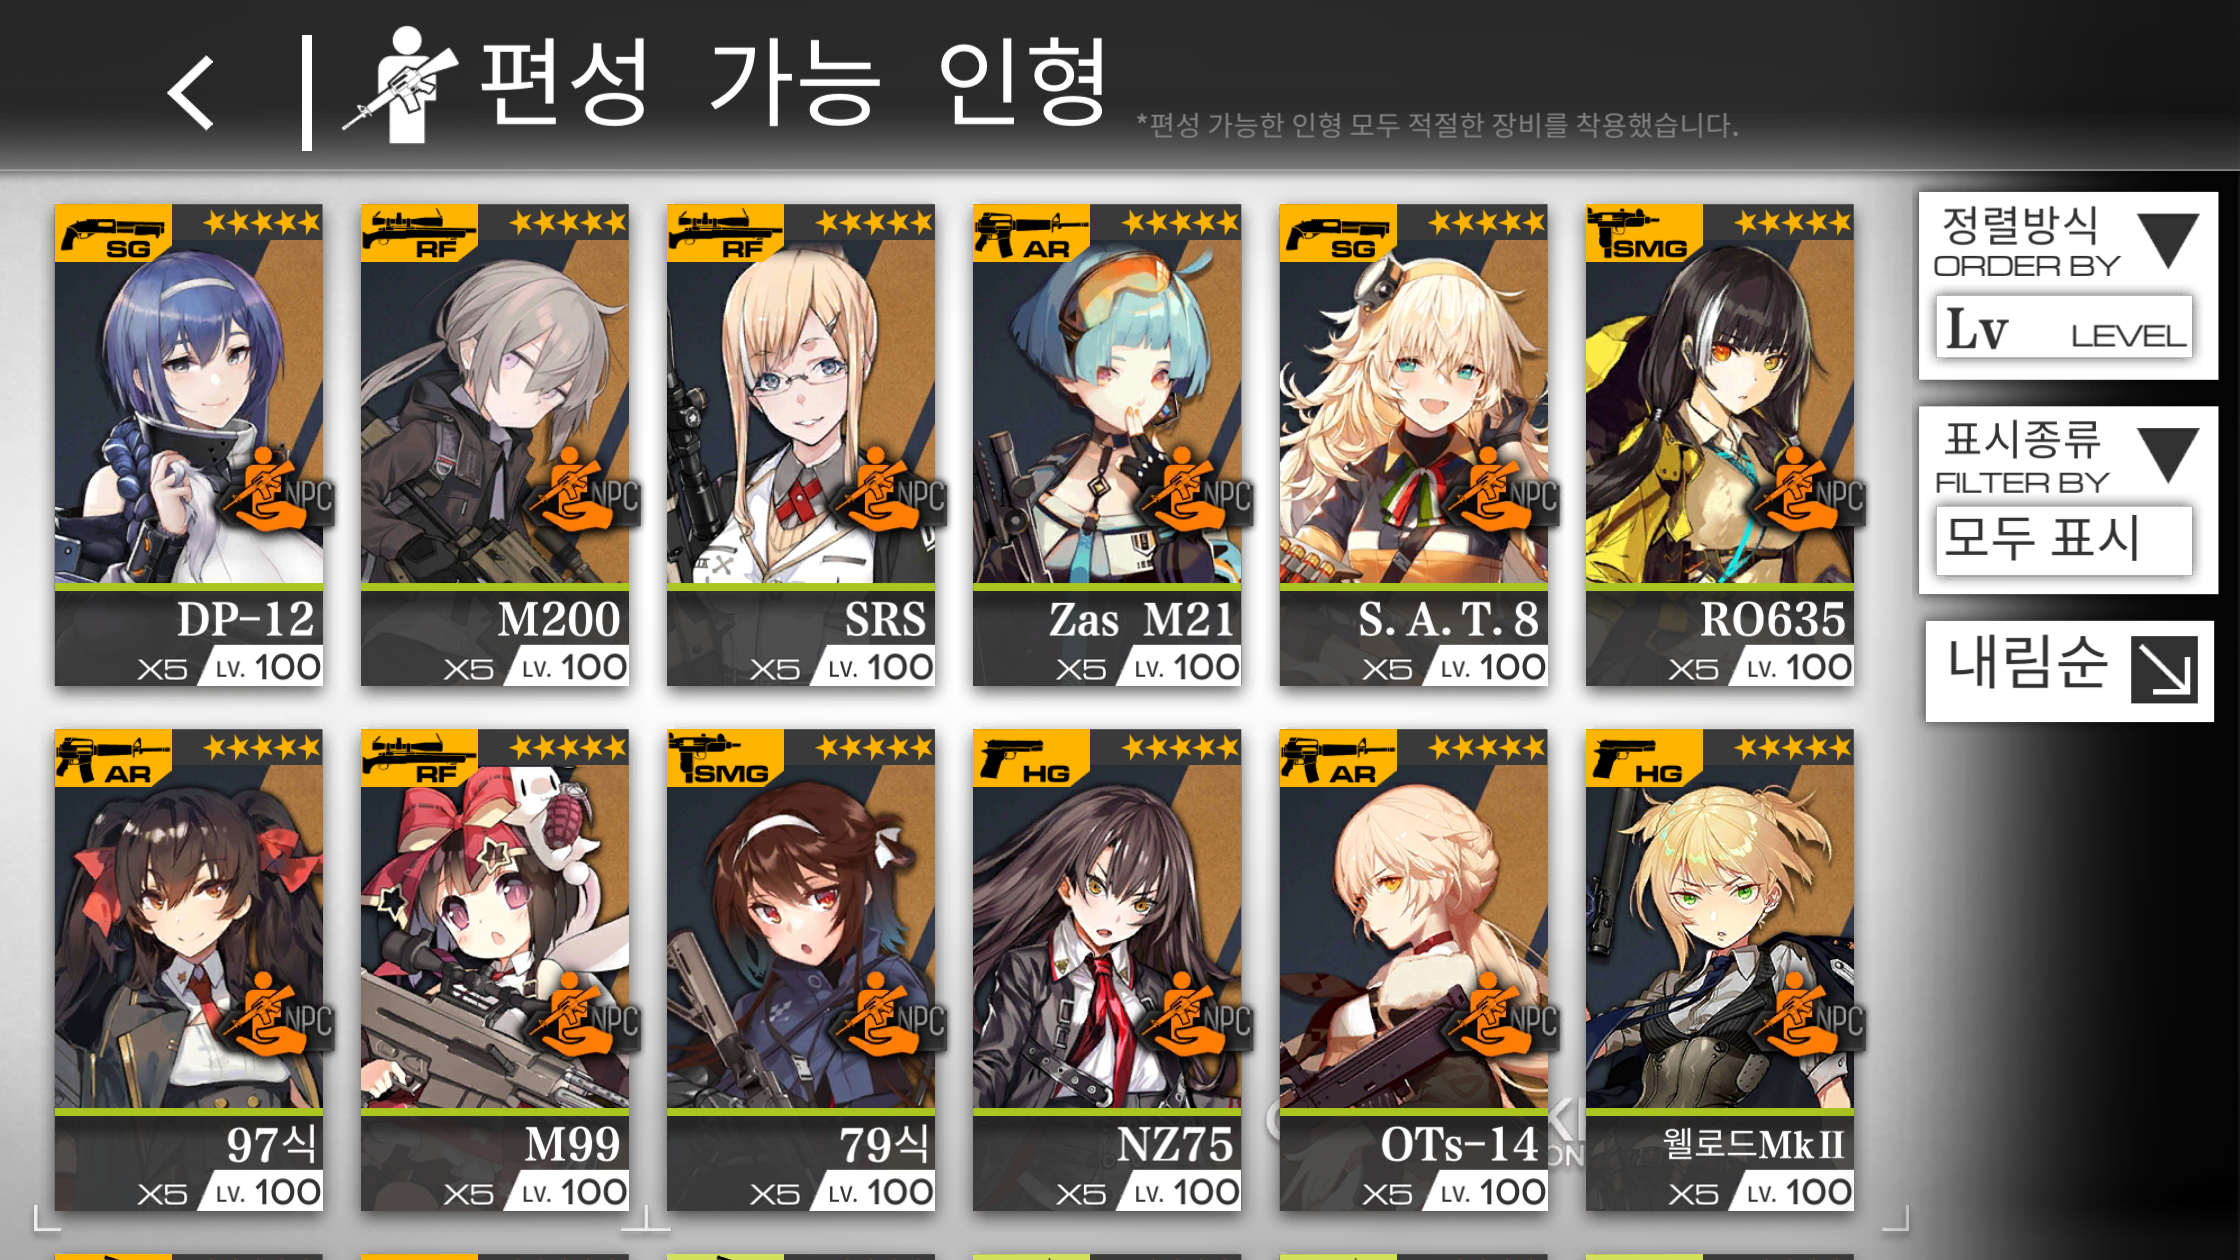 편성 가능 인형
*편성 가능한 인형 모두 적절한 장비를 착용했습니다.
SG
RF
RF
AR
SG
SMG
NPC
NPC
NPC
NPC
NPC
NPC
DP-12
M200
SRS
Zas M21
S.A.T.8
RO635
X5 LV. 100
X5 LV. 100
X5 LV. 100
X5 LV. 100
X5 LV. 100
X5 LV. 100
AR
RF
SMG
HG
AR
HG
NPC
NPC
NPC
NPC
NPC
NPC
97식
M99
79식
NZ75
OTs-14
웰로드MkⅡ
X5 LV. 100
X5 LV. 100
X5 LV. 100
X5 LV. 100
X5 LV. 100
X5 LV. 100
정렬방식
ORDER BY
Lv LEVEL
표시종류
FILTER BY
모두 표시
내림순